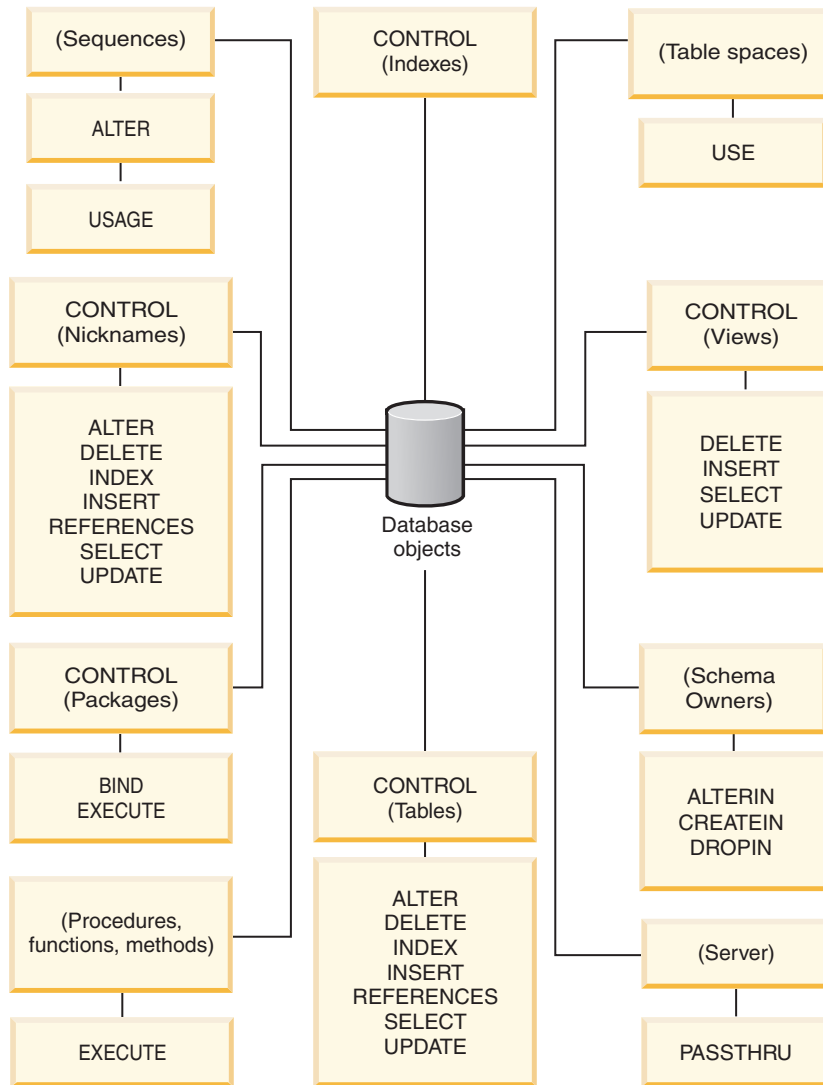 (Sequences)
ALTER
USAGE
CONTROL
(Indexes)
(Table spaces)
USE
CONTROL
(Nicknames)
ALTER
DELETE
INDEX
INSERT
REFERENCES
SELECT
UPDATE
CONTROL
(Views)
DELETE
INSERT
SELECT
UPDATE
Database
objects
CONTROL
(Packages)
BIND
EXECUTE
(Schema
Owners)
ALTERIN
CREATEIN
DROPIN
(Procedures,
functions, methods)
EXECUTE
CONTROL
(Tables)
ALTER
DELETE
INDEX
INSERT
REFERENCES
SELECT
UPDATE
(Server)
PASSTHRU